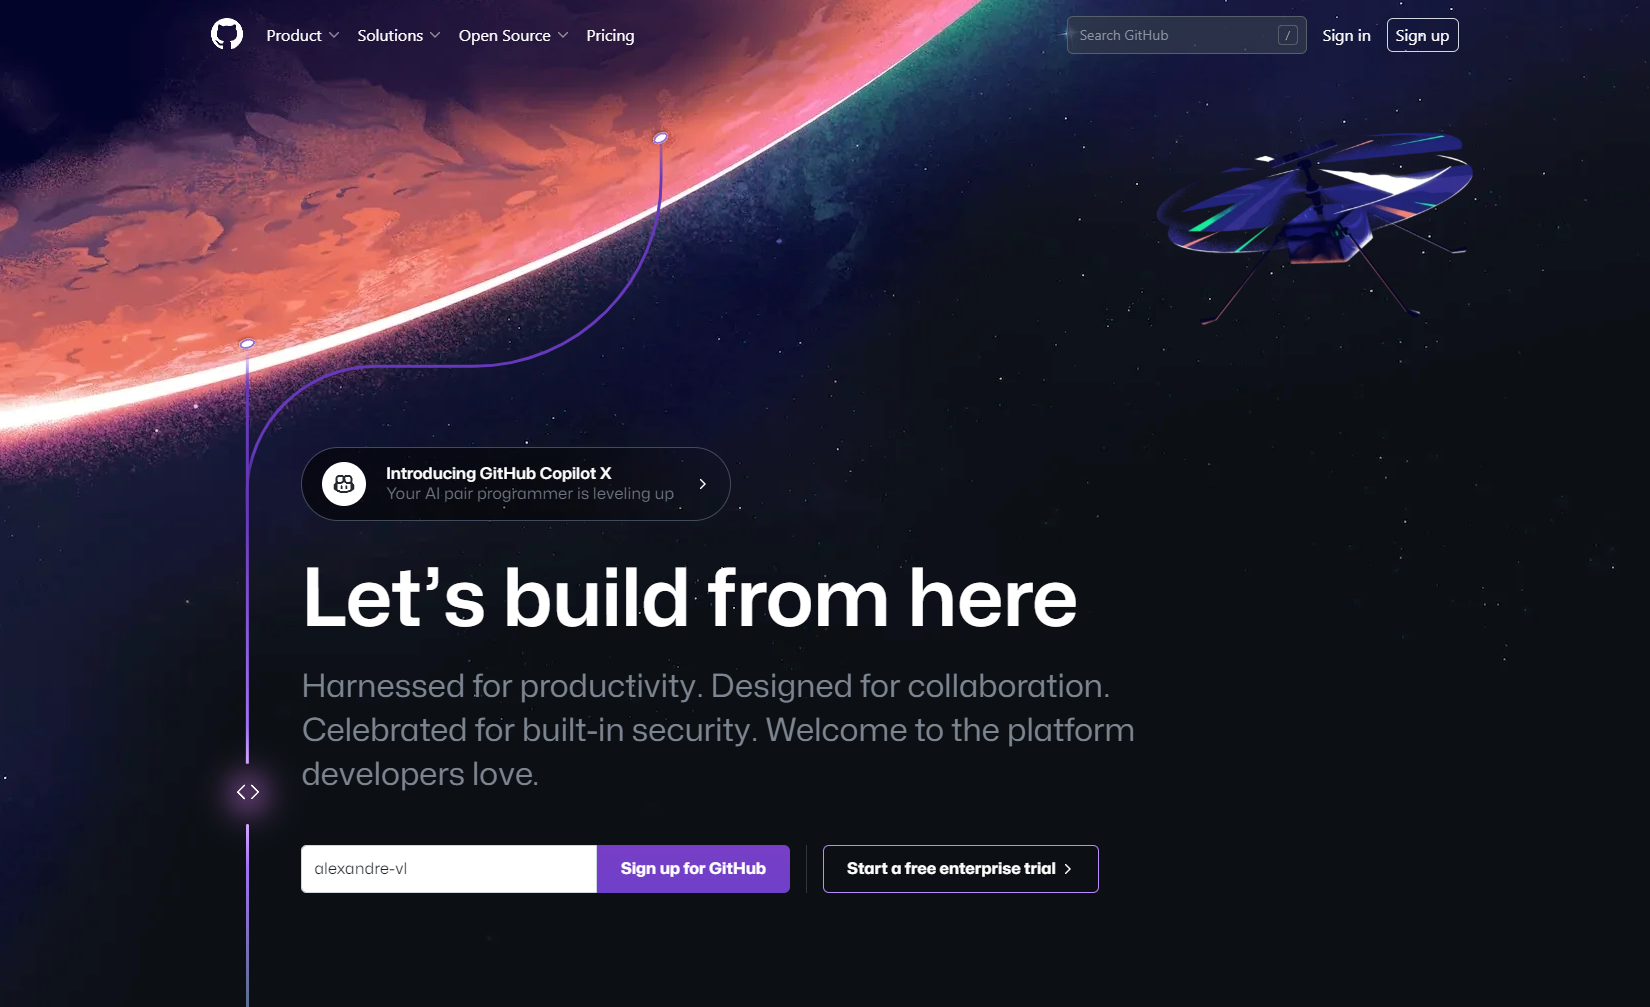 Product
Solutions
Open Source
Pricing
Search GitHub
/
Sign in
Sign up
Introducing GitHub Copilot X
Your AI pair programmer is leveling up
Let’s build from here
Harnessed for productivity. Designed for collaboration.
Celebrated for built-in security. Welcome to the platform
developers love.
alexandre-vl
Sign up for GitHub
Start a free enterprise trial